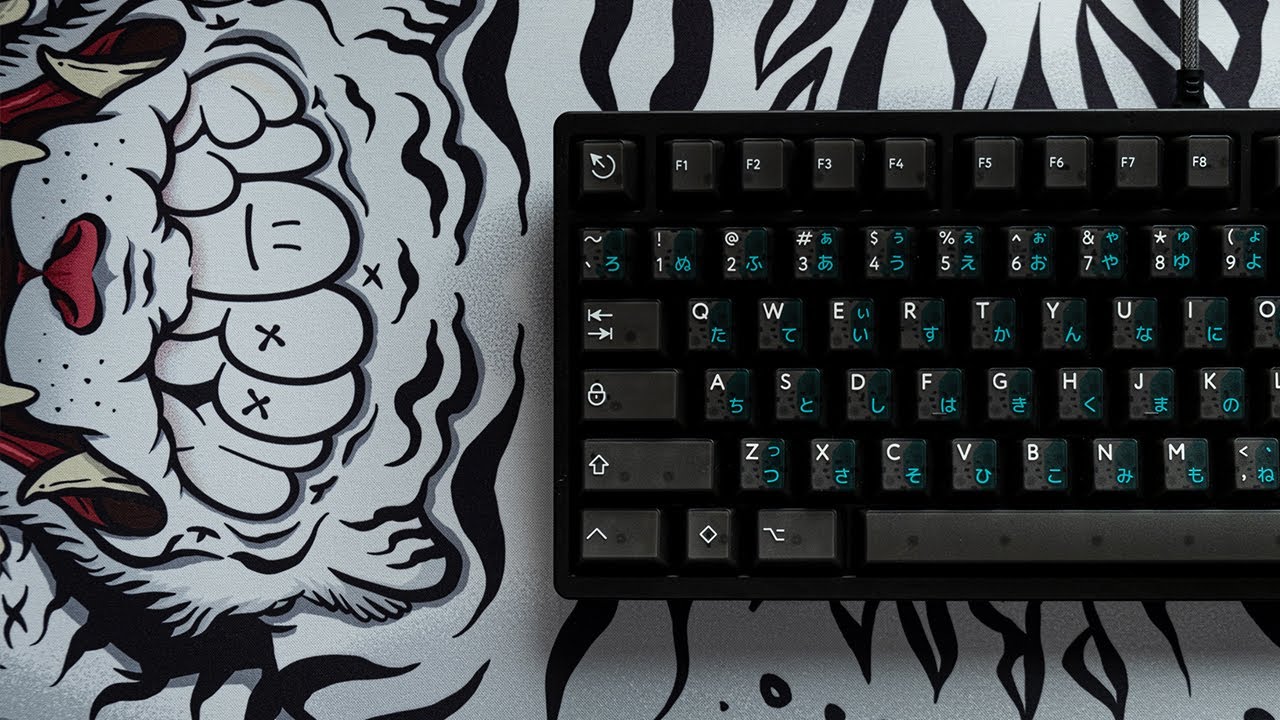 F1 F2 F3 F4 F5 F6 F7 F8
~ ! @ # ぁ $ ぅ % ぇ ^ ぉ & ゃ * ゅ ( ょ
` ろ 1 ぬ 2 ふ 3 あ 4 う 5 え 6 お 7 や 8 ゆ 9 よ
Q W E ぃ R T Y U I O
た て い す か ん な に
A S D F G H J K L
ち と し は き く ま の
Z っ X C V B N M < 、
つ さ そ ひ こ み も , ね